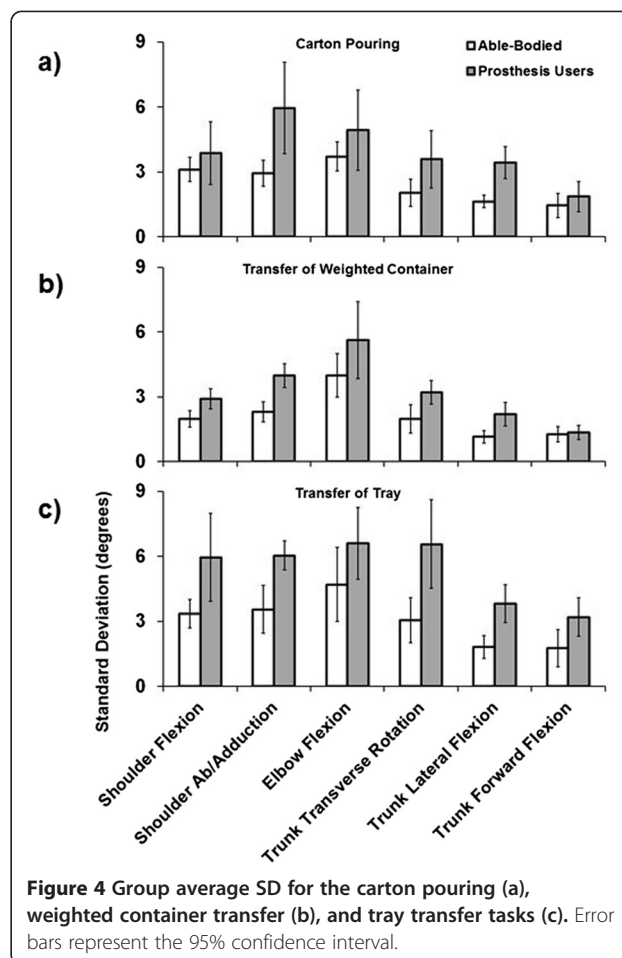 a)
Carton Pouring
Able-Bodied
Prosthesis Users
9
6
3
0
b)
Transfer of Weighted Container
9
6
3
0
c)
Transfer of Tray
9
6
3
0
Standard Deviation (degrees)
Shoulder Flexion
Shoulder Ab/Adduction
Elbow Flexion
Trunk Transverse Rotation
Trunk Lateral Flexion
Trunk Forward Flexion
Figure 4 Group average SD for the carton pouring (a),
weighted container transfer (b), and tray transfer tasks (c). Error
bars represent the 95% confidence interval.